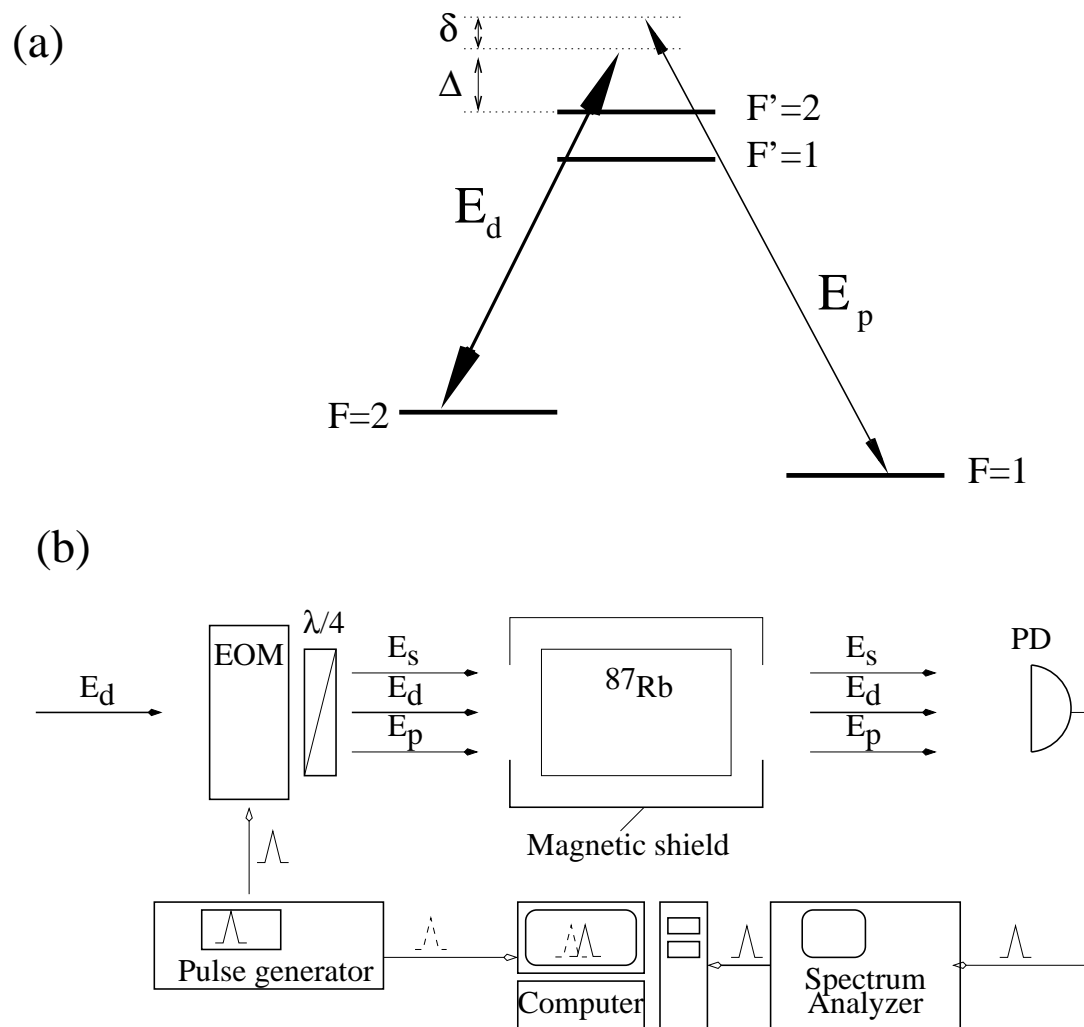 (a)
δ
Δ
F'=2
F'=1
E_d
E_p
F=2
F=1
(b)
λ/4
EOM
E_d
E_s
E_d
E_p
87Rb
E_s
E_d
E_p
PD
Magnetic shield
Pulse generator
Computer
Spectrum
Analyzer